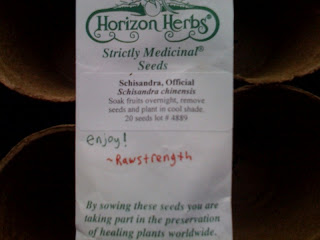 Horizon Herbs®
Strictly Medicinal®
Seeds
Schisandra, Official
Schisandra chinensis
Soak fruits overnight, remove
seeds and plant in cool shade.
20 seeds lot # 4889
enjoy!
~Rawstrength
By sowing these seeds you are
taking part in the preservation
of healing plants worldwide.